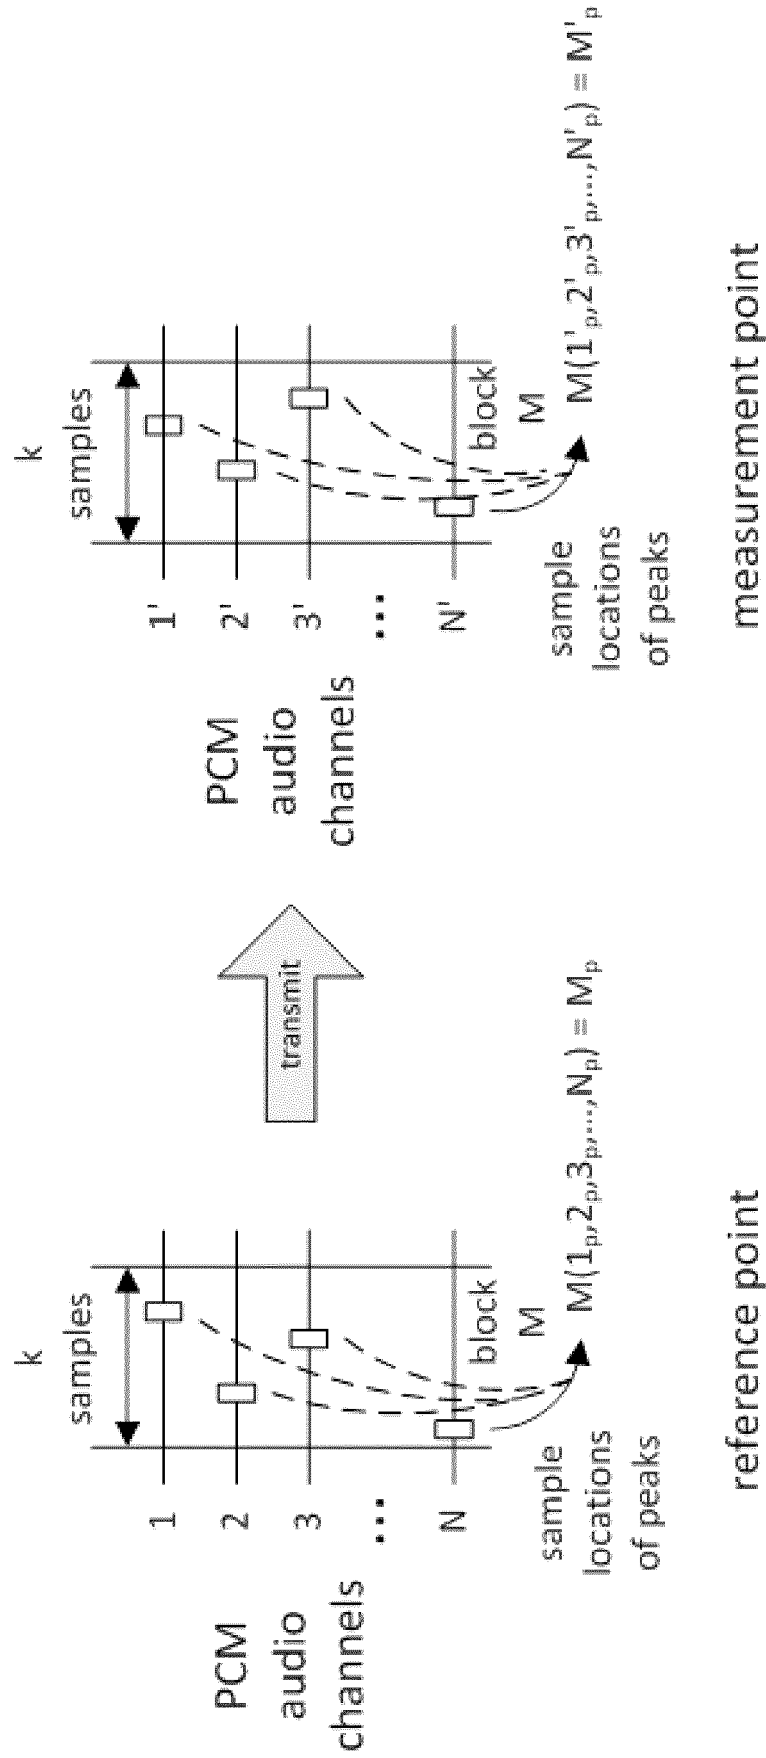 PCM
audio
channels
k
samples
1
2
3
...
N
block
M
sample
locations
of peaks
M(1p,2p,3p,...,Np) = Mp
reference point
transmit
PCM
audio
channels
k
samples
1'
2'
3'
...
N'
block
M
sample
locations
of peaks
M(1'p,2'p,3'p,...,N'p) = M'p
measurement point